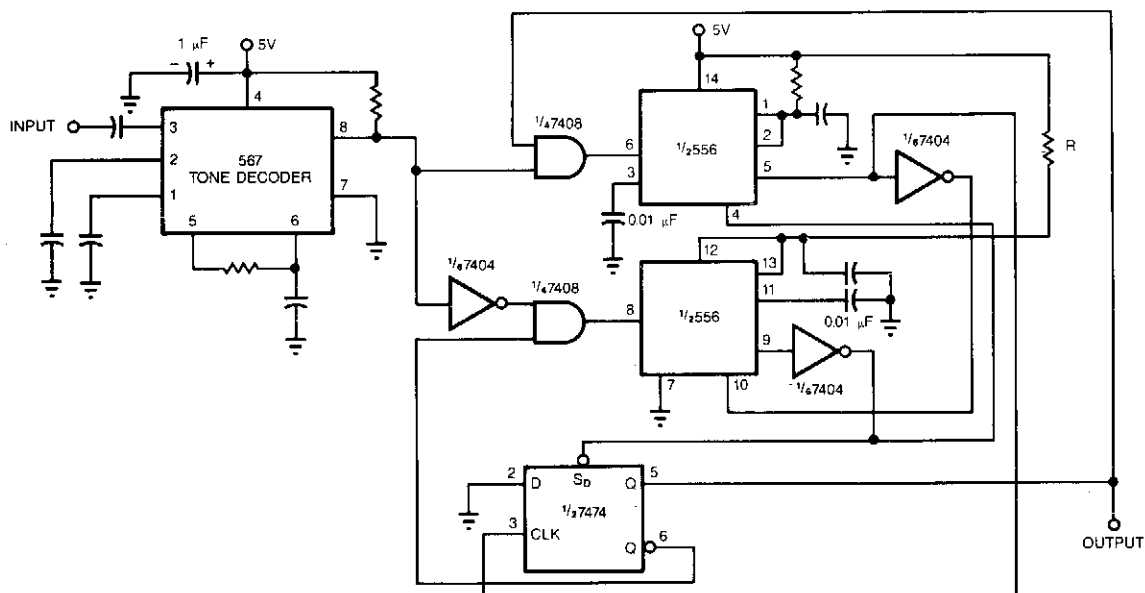 1 µF
5V
− +
4
INPUT
3
8
2
567
TONE DECODER
1
7
5
6
1/6 7404
1/4 7408
1/4 7408
5V
14
1
2
6
1/2 556
3
5
4
0.01 µF
1/6 7404
R
12
13
11
8
1/2 556
0.01 µF
9
7
10
1/6 7404
2
D
SD
Q
5
1/2 7474
3
CLK
Q
6
OUTPUT